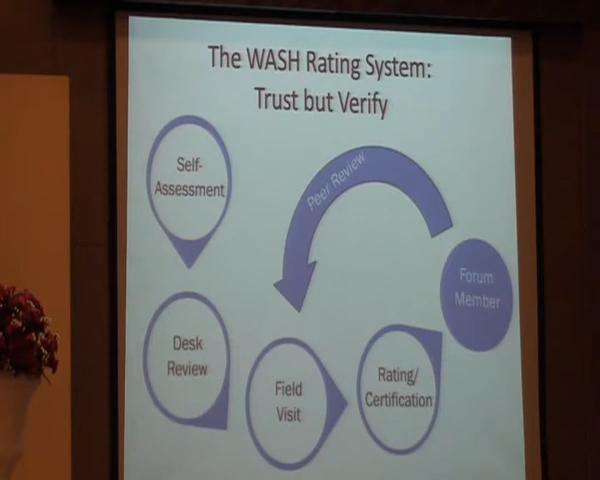 The WASH Rating System:
Trust but Verify
Self-
Assessment
Peer Review
Forum
Member
Desk
Review
Field
Visit
Rating/
Certification